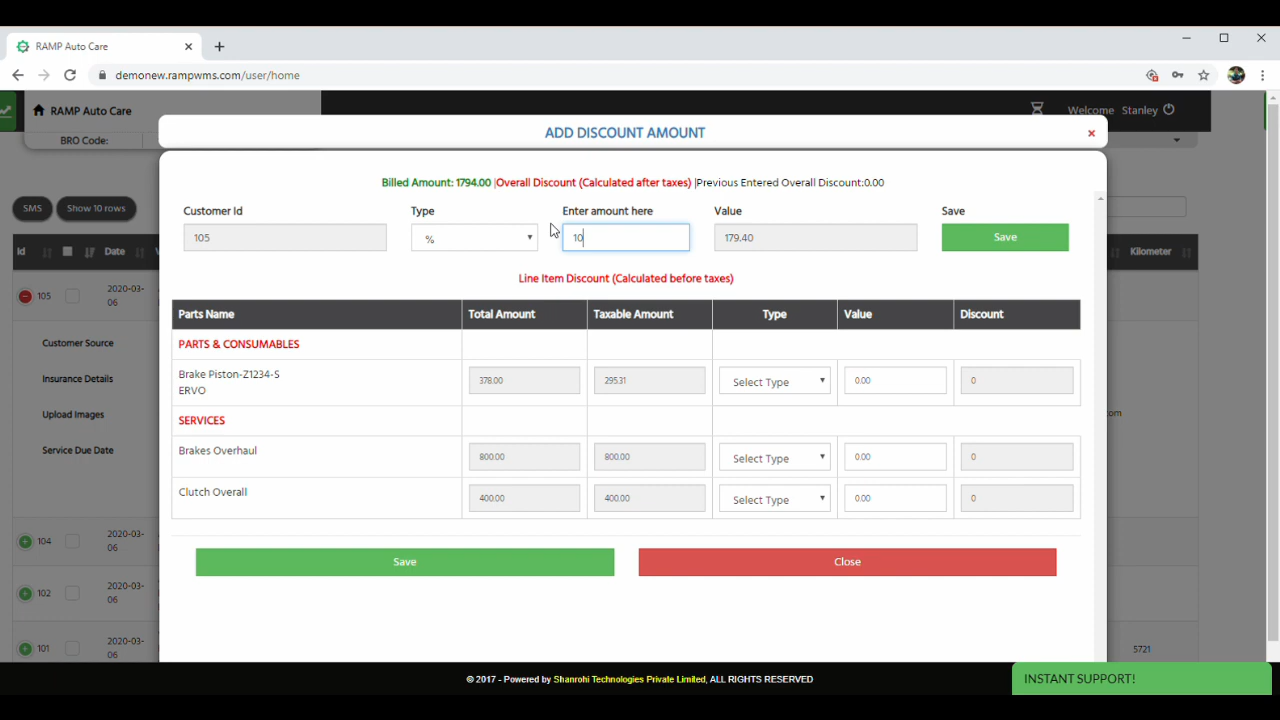 RAMP Auto Care
demonew.rampwms.com/user/home
RAMP Auto Care
Welcome Stanley
BRO Code:
ADD DISCOUNT AMOUNT
Billed Amount: 1794.00 |Overall Discount (Calculated after taxes) |Previous Entered Overall Discount:0.00
Customer Id Type Enter amount here Value Save
105 % 10 179.40 Save
SMS Show 10 rows
Line Item Discount (Calculated before taxes)
Id Date Kilometer
105 2020-03-
06
Parts Name Total Amount Taxable Amount Type Value Discount
PARTS & CONSUMABLES
Brake Piston-Z1234-S
ERVO
378.00 295.31 Select Type 0.00 0
SERVICES
Brakes Overhaul 800.00 800.00 Select Type 0.00 0
Clutch Overall 400.00 400.00 Select Type 0.00 0
Save Close
Customer Source
Insurance Details
Upload Images
Service Due Date
com
104 2020-03-
06
102 2020-03-
06
101 2020-03-
06
5721
© 2017 - Powered by Shanrohi Technologies Private Limited, ALL RIGHTS RESERVED
INSTANT SUPPORT!